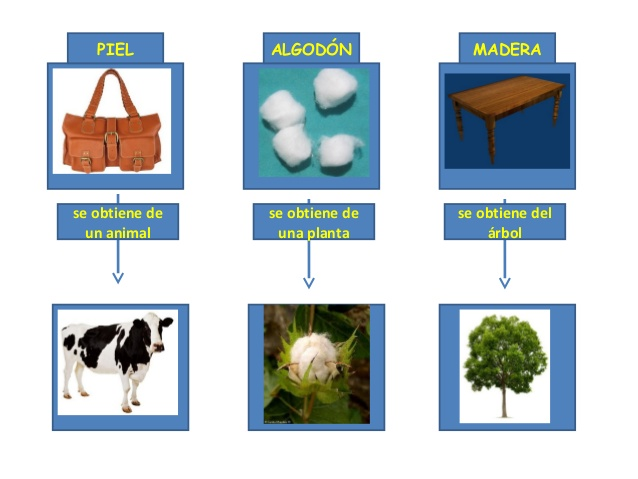 PIEL
ALGODÓN
MADERA
se obtiene de
un animal
se obtiene de
una planta
se obtiene del
árbol